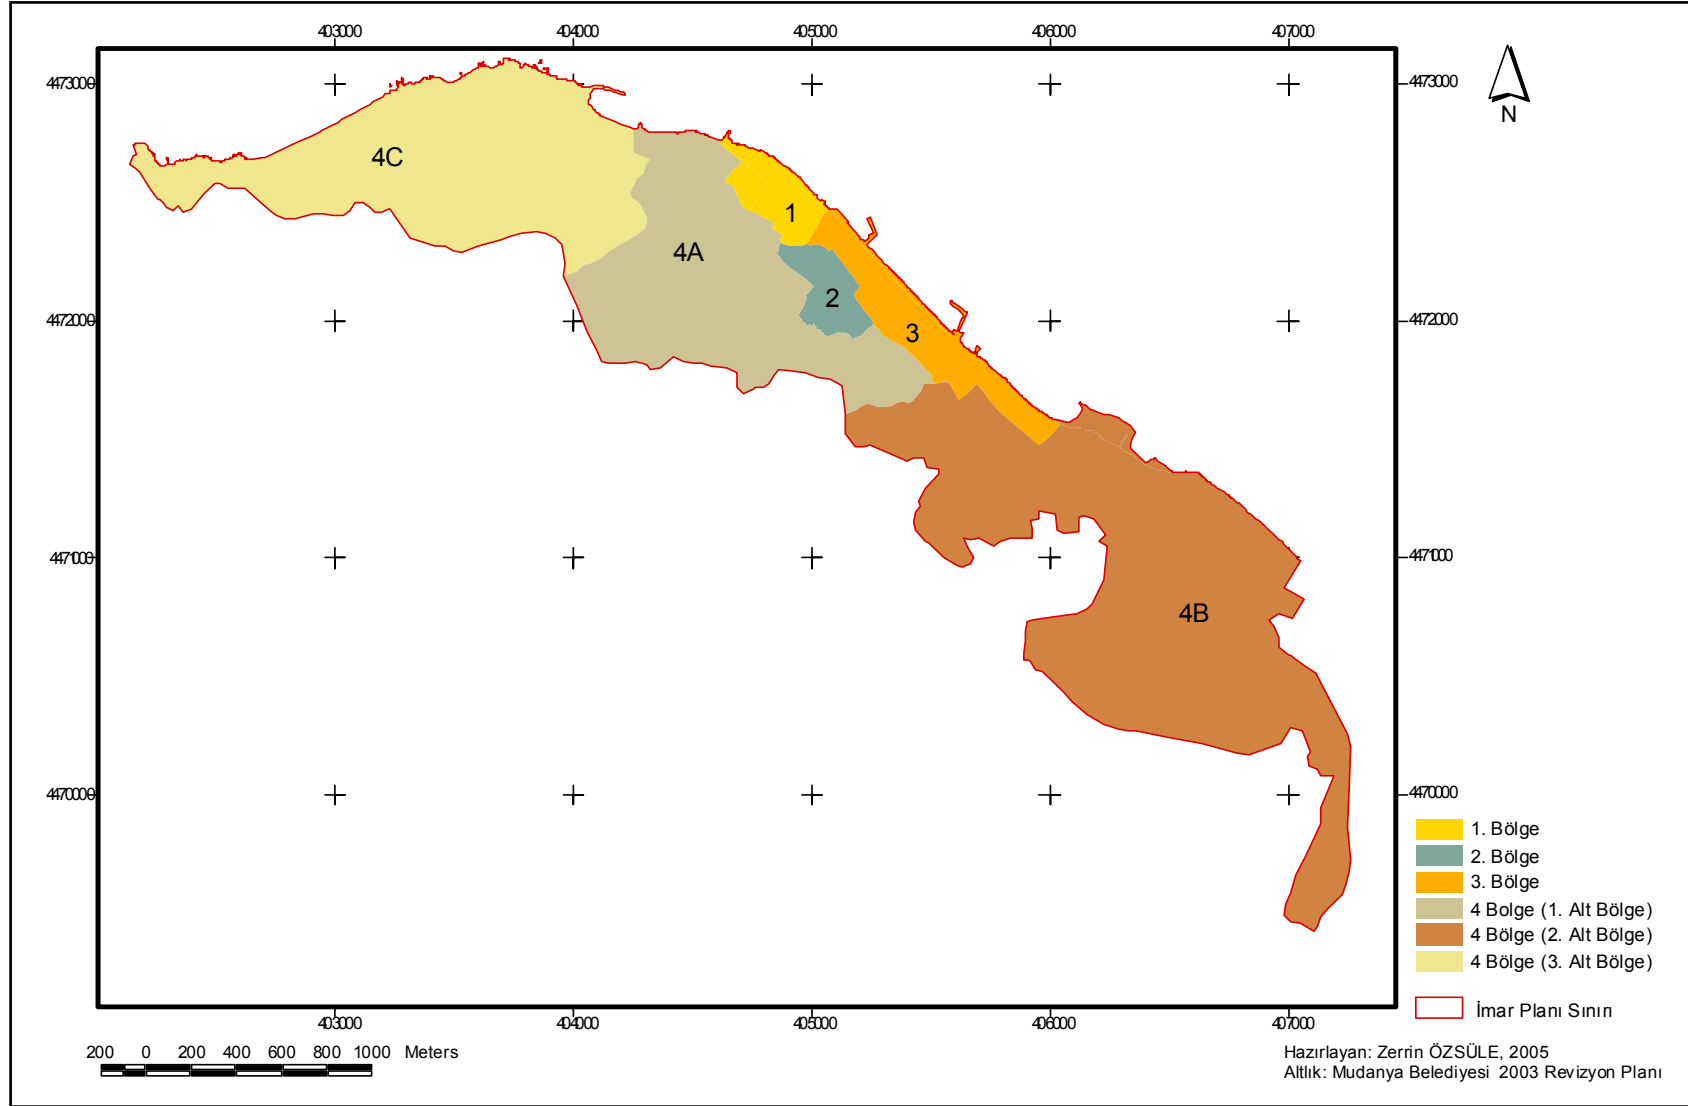 403000 404000 405000 406000 407000
4473000 4473000
N
4C
1
4A
2
3
4472000 4472000
4471000 4471000
4B
4470000 4470000
1. Bölge
2. Bölge
3. Bölge
4 Bolge (1. Alt Bölge)
4 Bölge (2. Alt Bölge)
4 Bölge (3. Alt Bölge)
İmar Planı Sınırı
403000 404000 405000 406000 407000
200 0 200 400 600 800 1000 Meters
Hazırlayan: Zerrin ÖZSÜLE, 2005
Altlık: Mudanya Belediyesi 2003 Revizyon Planı